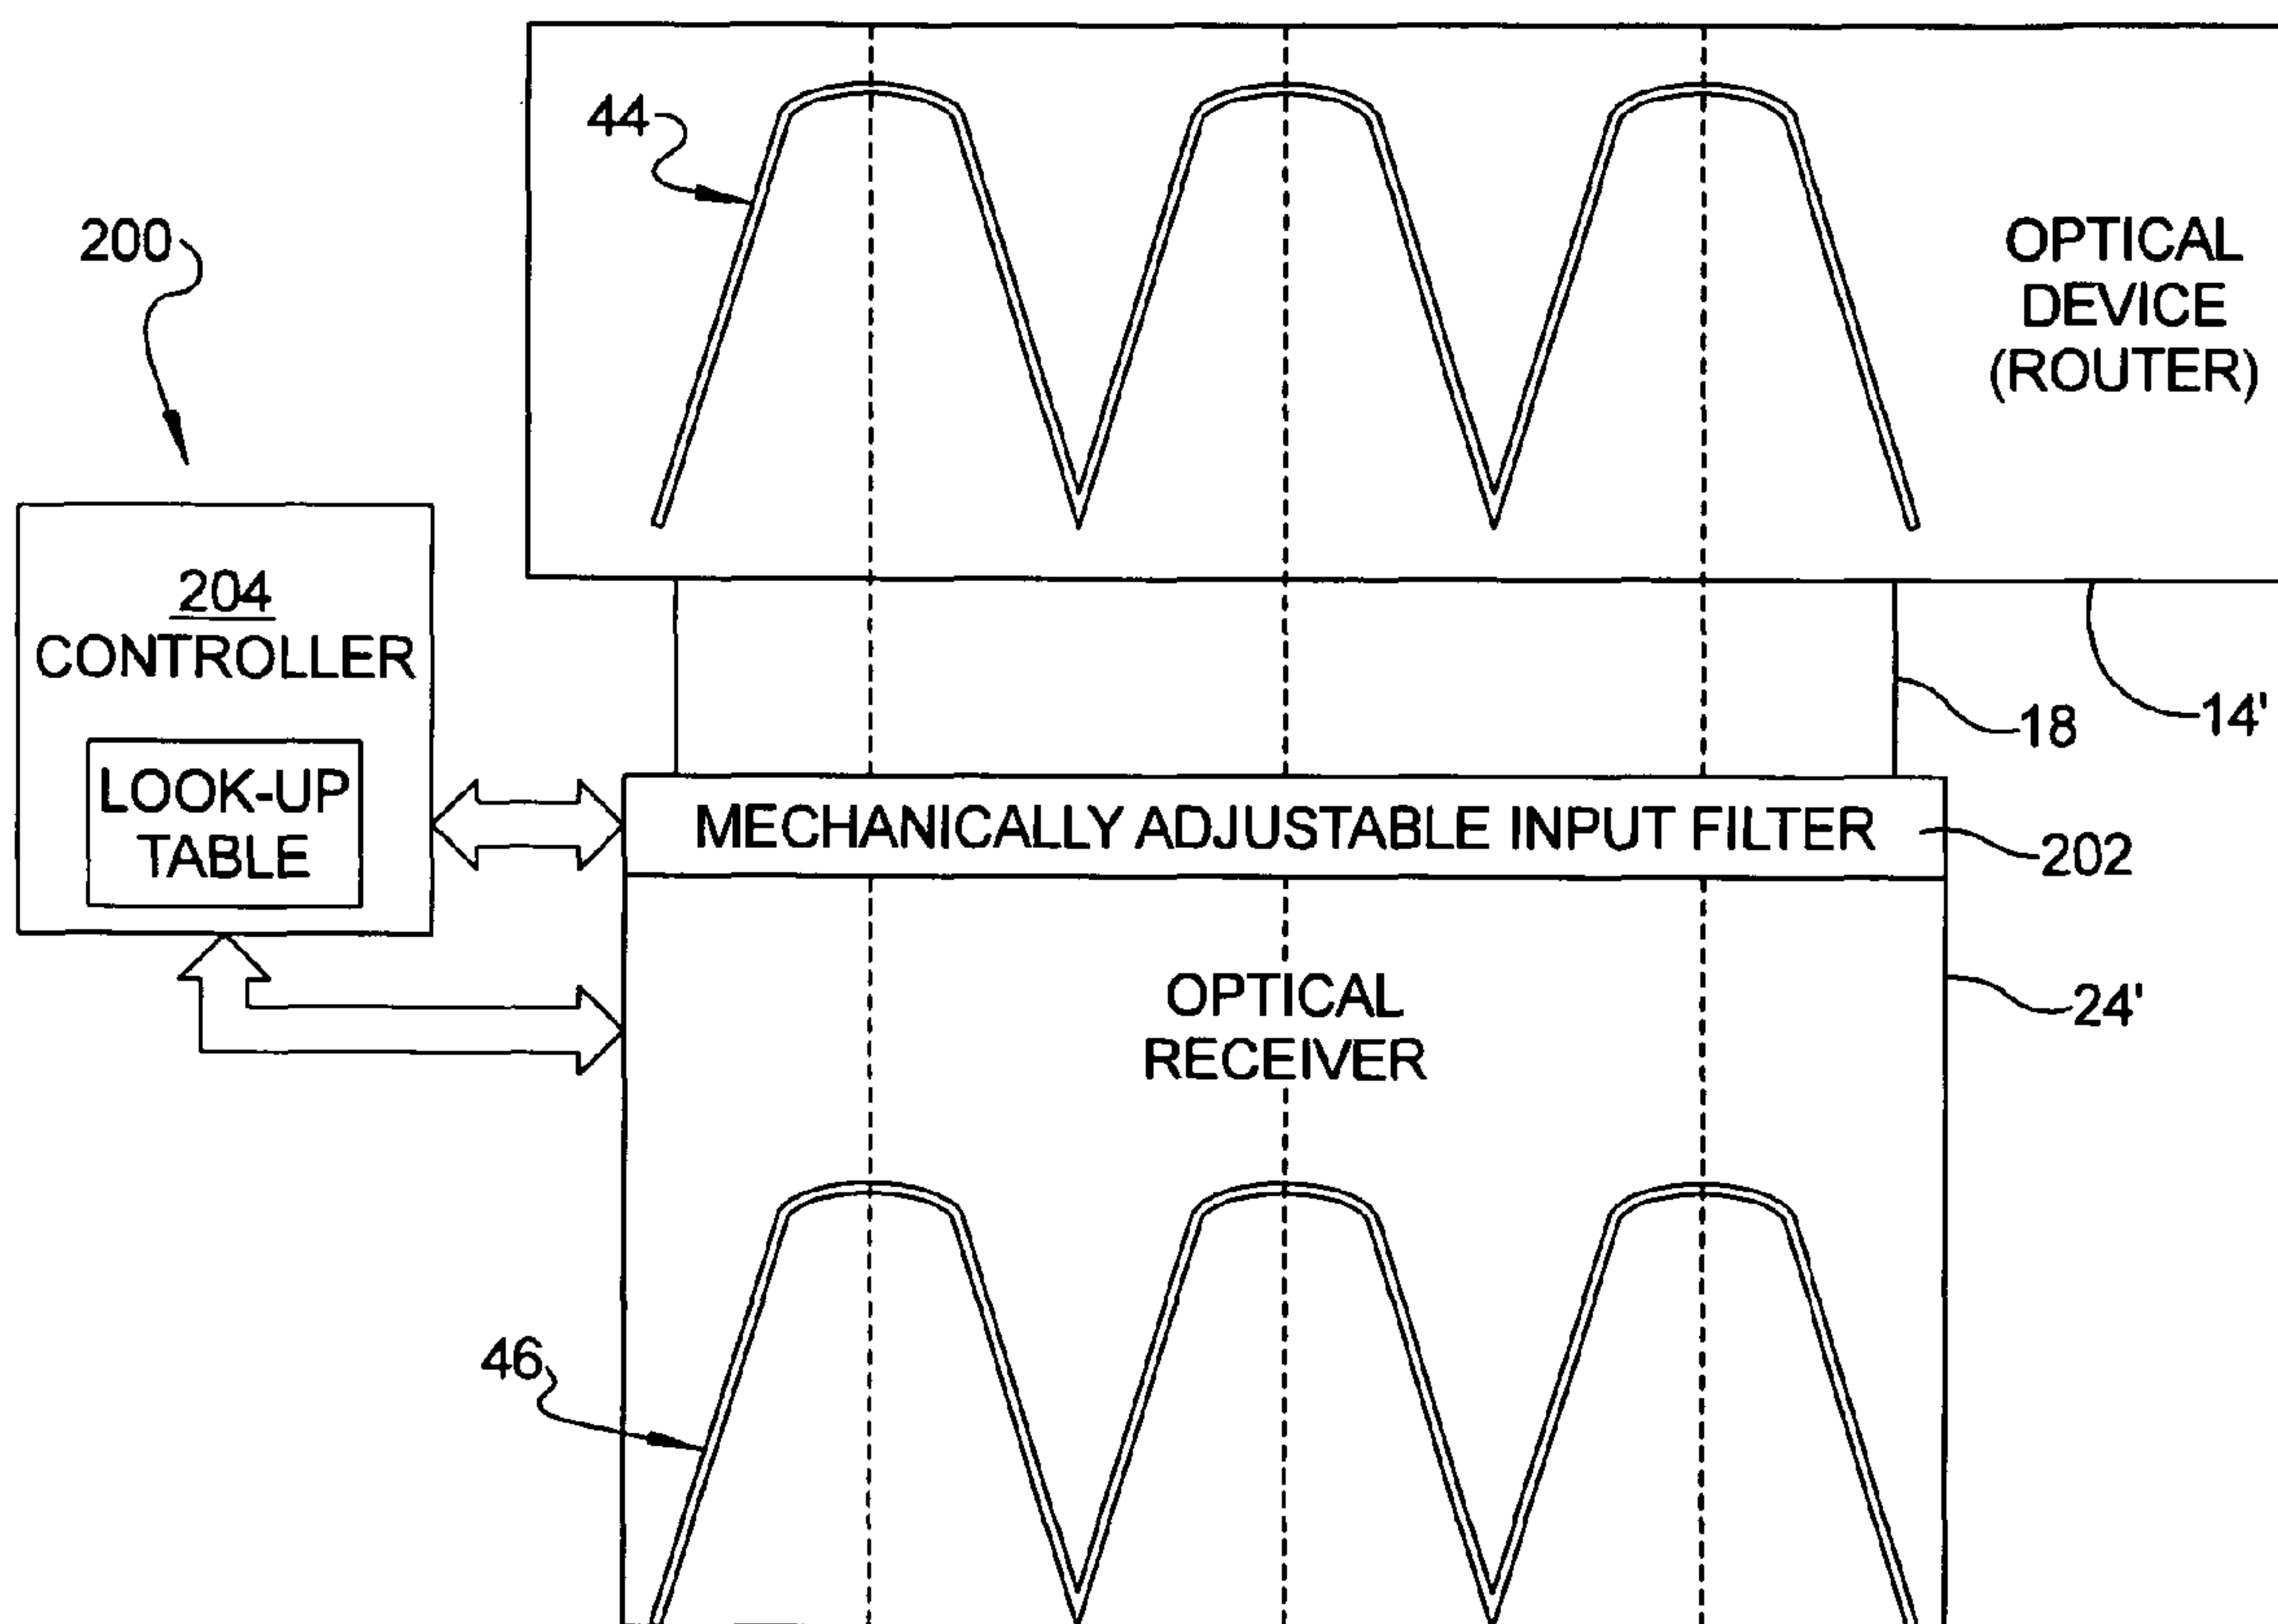 44
200
OPTICAL
DEVICE
(ROUTER)
204
CONTROLLER
LOOK-UP
TABLE
18
14'
MECHANICALLY ADJUSTABLE INPUT FILTER
202
OPTICAL
RECEIVER
24'
46